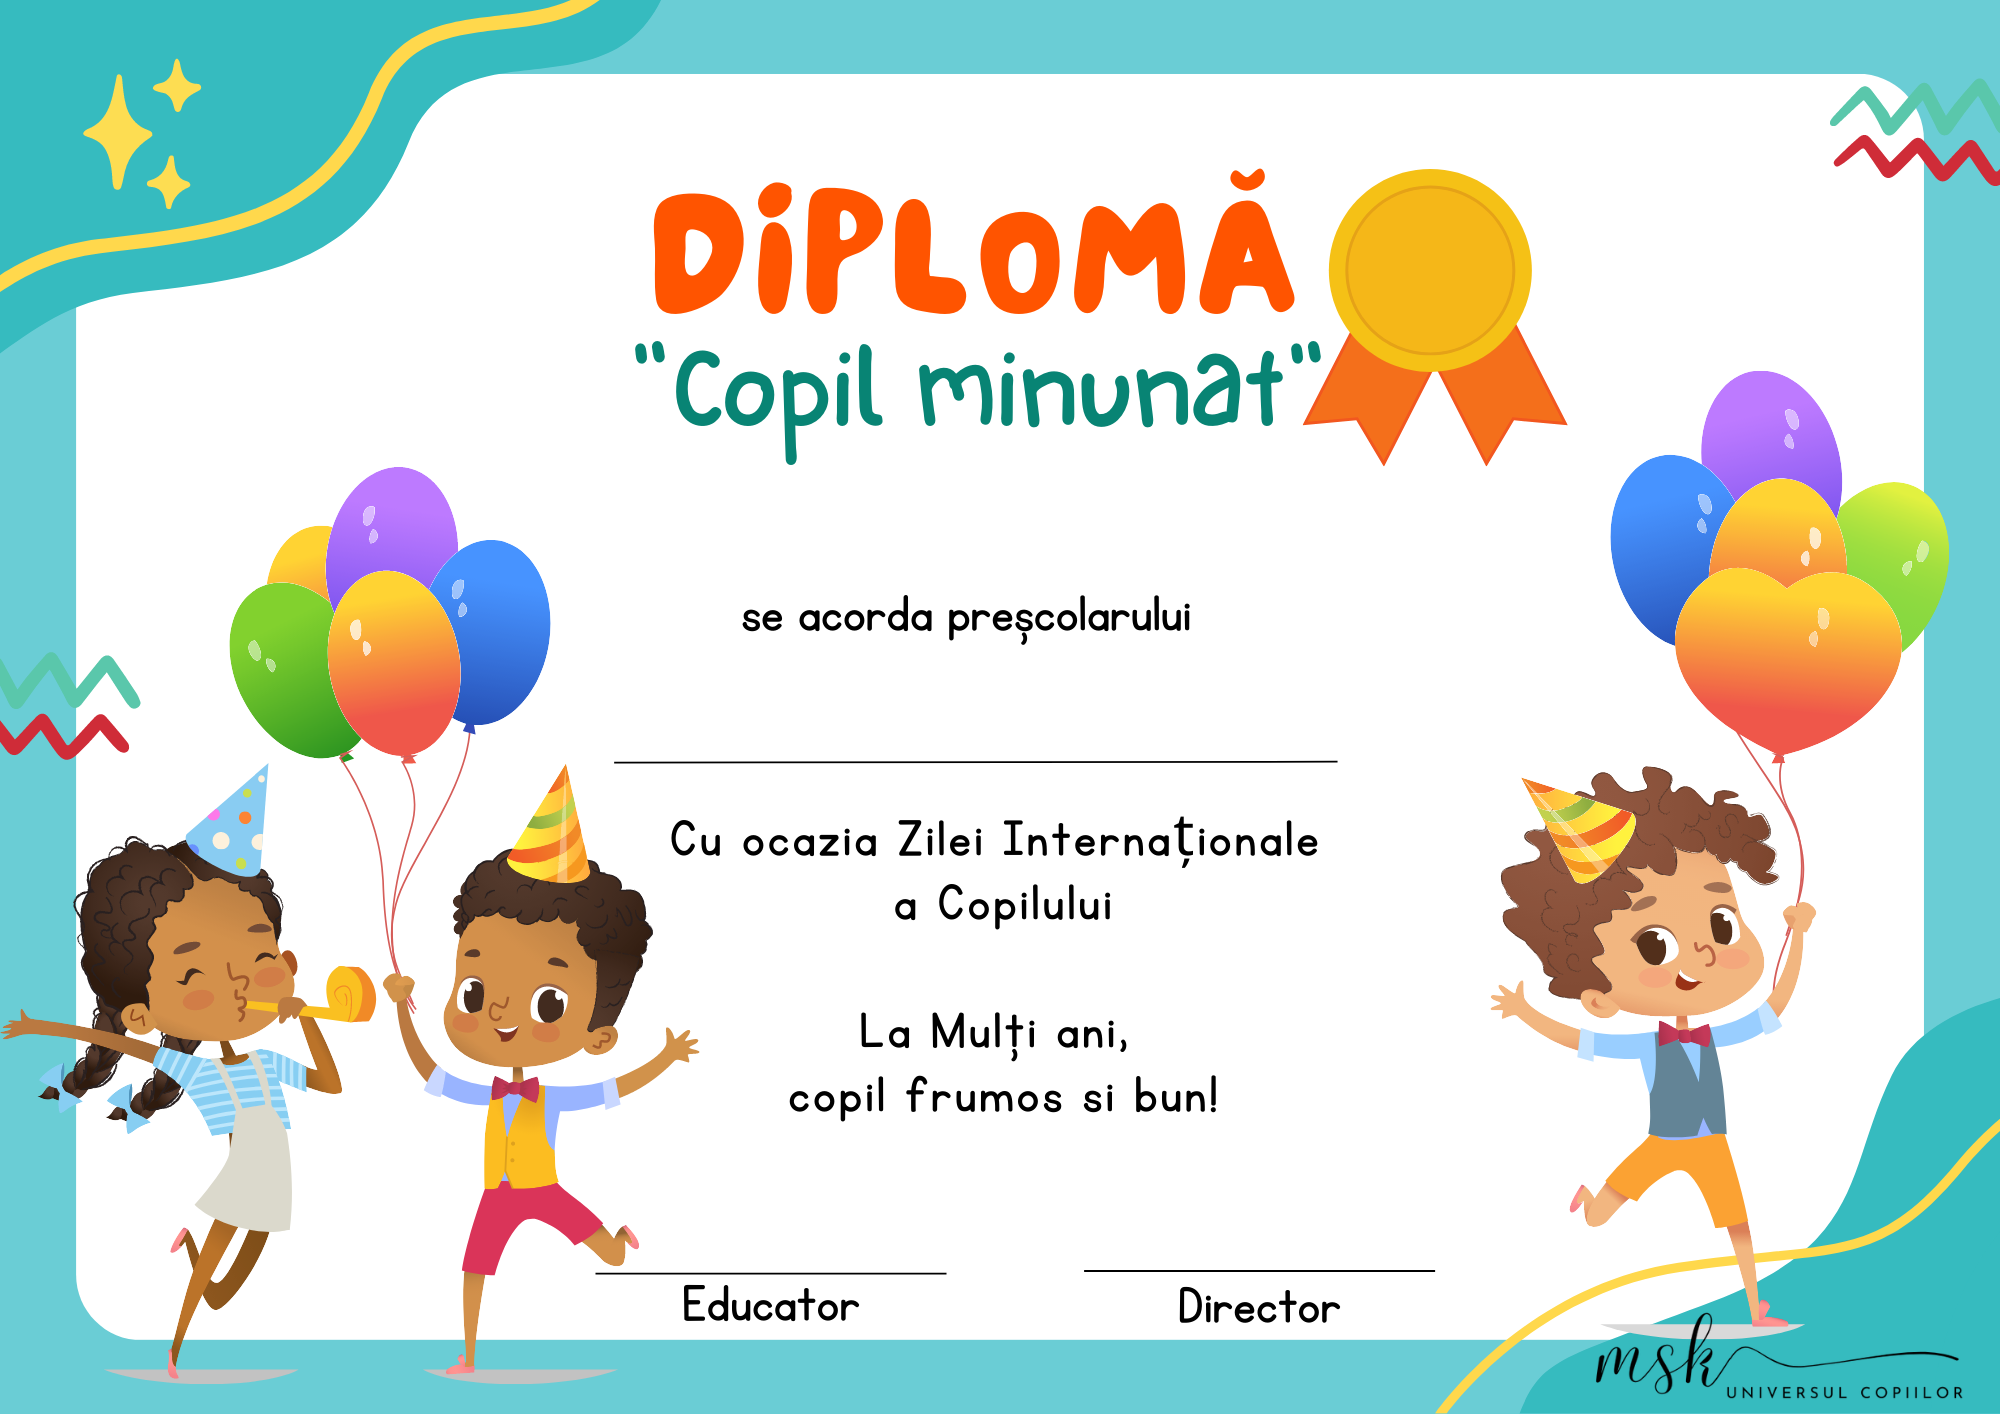 DiPLOMĂ
"Copil minunat"
se acorda preșcolarului
Cu ocazia Zilei Internaționale
a Copilului
La Mulți ani,
copil frumos si bun!
Educator
Director
msk
UNIVERSUL COPIILOR